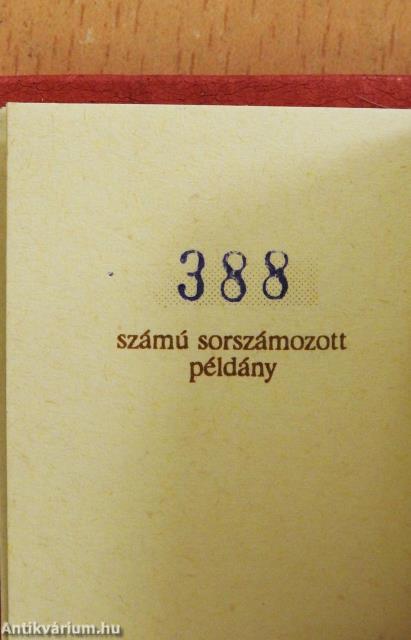 388
számú sorszámozott
példány
Antikvárium.hu